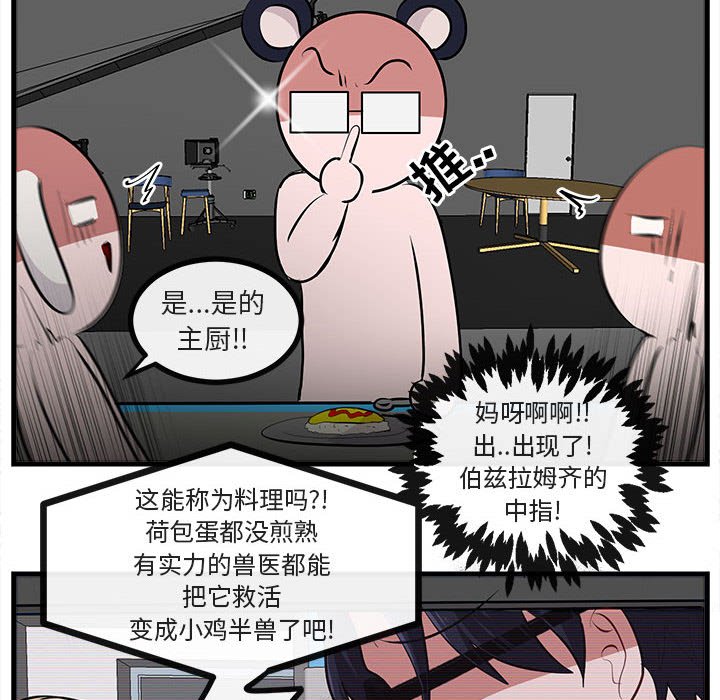 推..
是...是的
主厨!!
妈呀啊啊!!
出..出现了!
伯兹拉姆齐的
中指!
这能称为料理吗?!
荷包蛋都没煎熟
有实力的兽医都能
把它救活
变成小鸡半兽了吧!